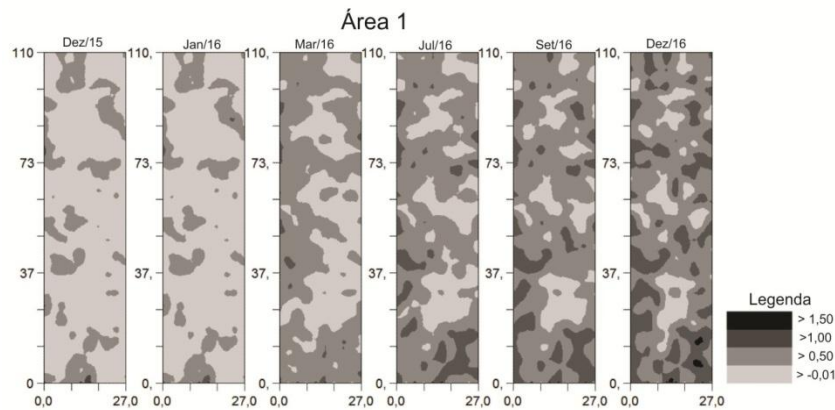 Área 1
Dez/15 Jan/16 Mar/16 Jul/16 Set/16 Dez/16
110 110, 110, 110, 110, 110,
73 73, 73, 73, 73, 73,
37 37, 37, 37, 37, 37,
0, 0, 0, 0, 0, 0,
0,0 27,0 0,0 27,0 0,0 27,0 0,0 27,0 0,0 27,0 0,0 27,0
Legenda
> 1,50
>1,00
> 0,50
> -0,01